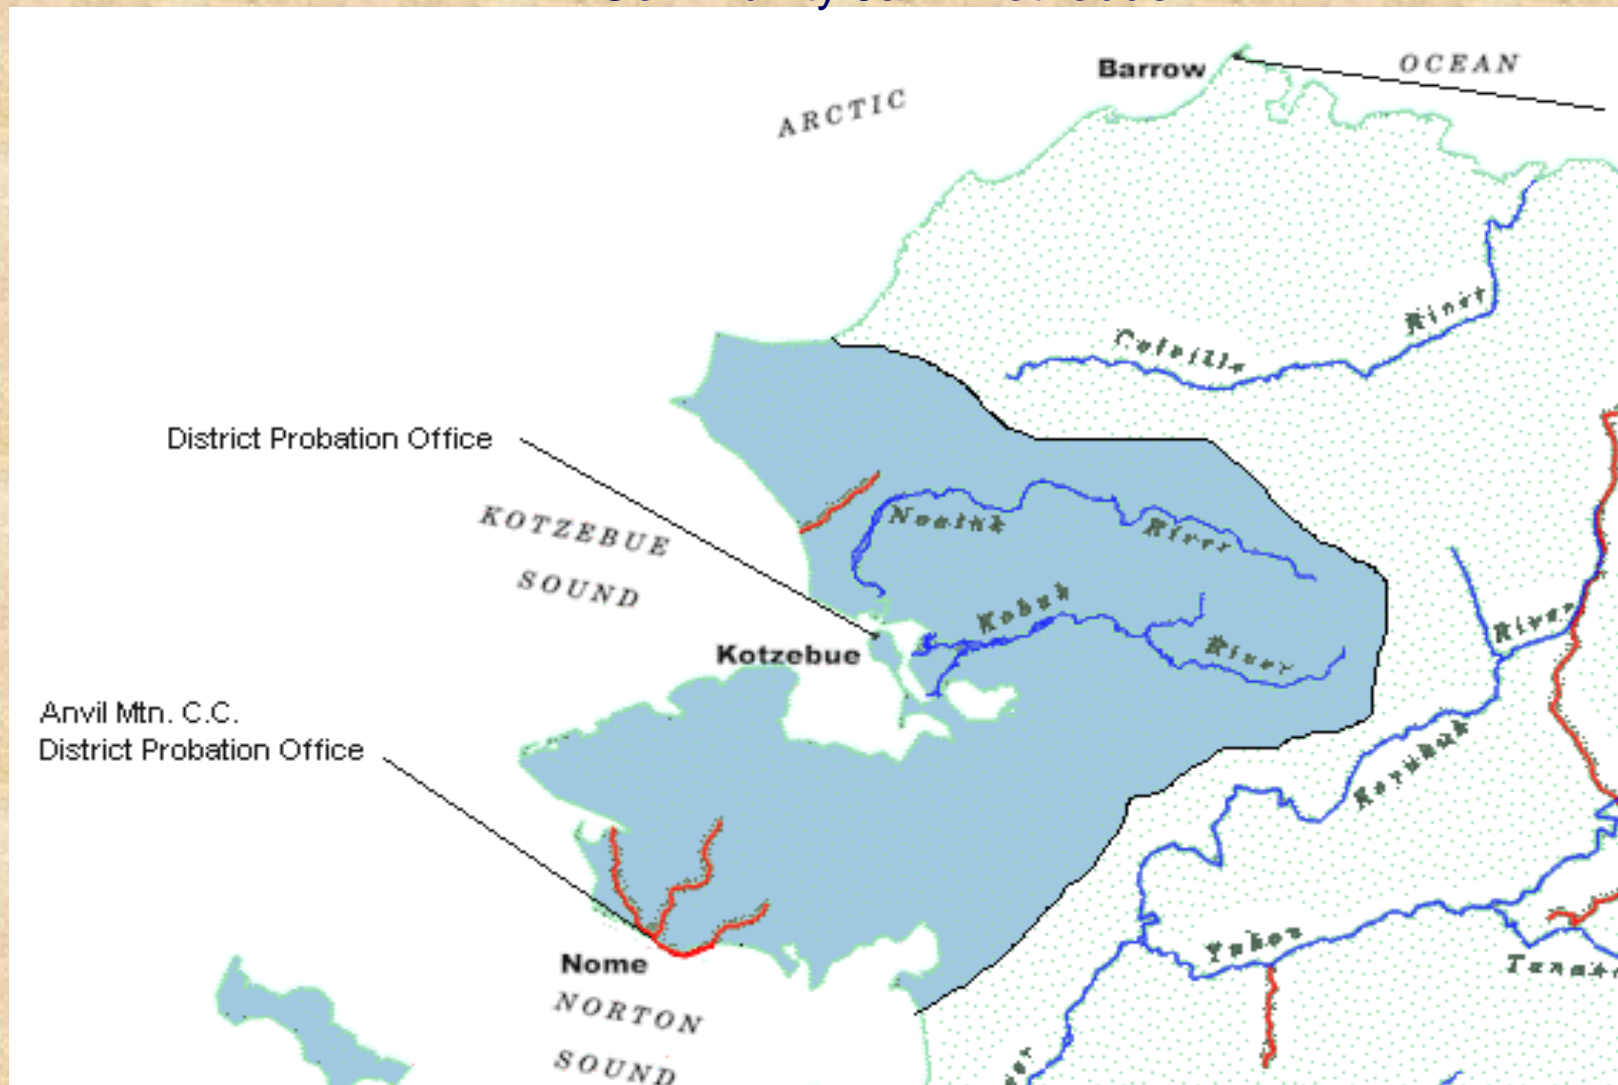 Barrow
OCEAN
ARCTIC
Colville
River
District Probation Office
KOTZEBUE
SOUND
Noatak
River
Kobuk
River
River
Kotzebue
Anvil Mtn. C.C.
District Probation Office
Koyukuk
Yukon
Nome
NORTON
SOUND